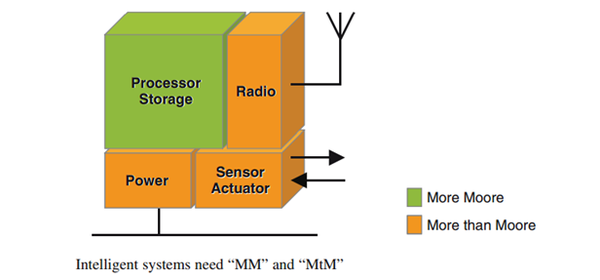 Processor
Storage
Radio
Power
Sensor
Actuator
More Moore
More than Moore
Intelligent systems need “MM” and “MtM”